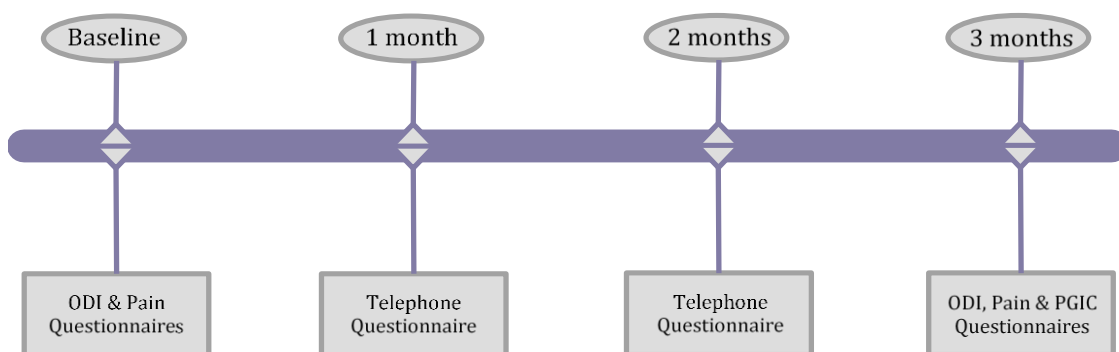 Baseline
1 month
2 months
3 months
ODI & Pain
Questionnaires
Telephone
Questionnaire
Telephone
Questionnaire
ODI, Pain & PGIC
Questionnaires